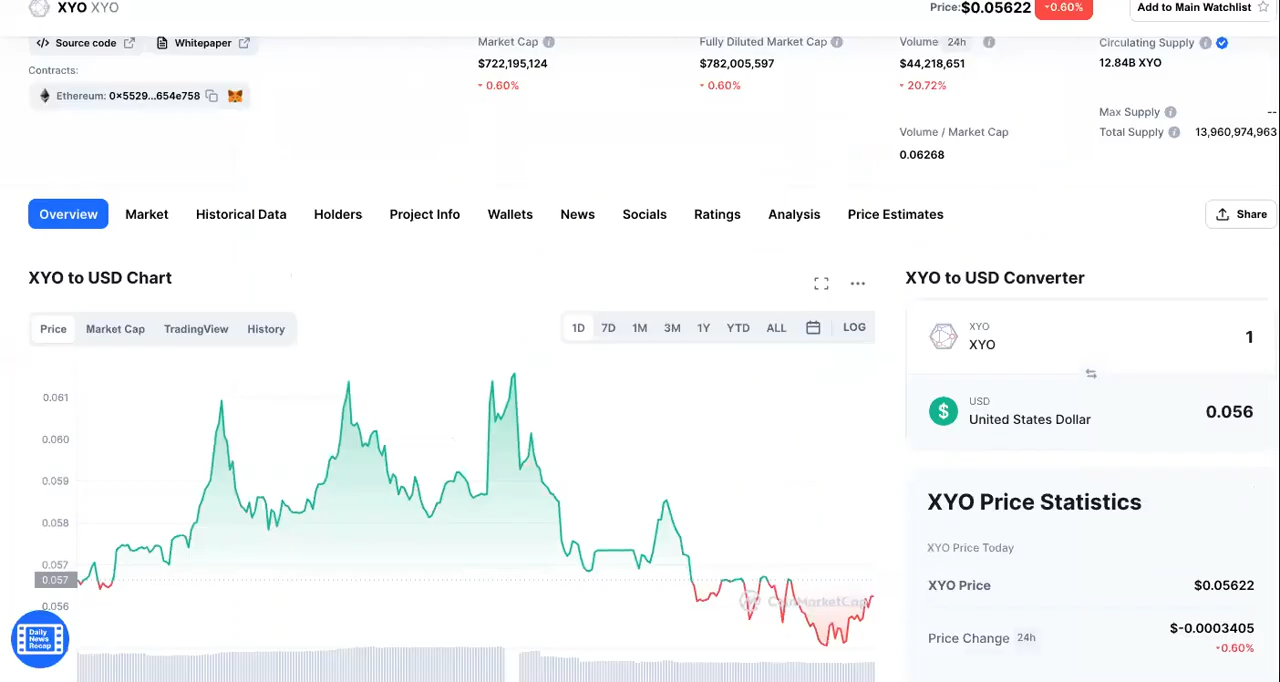 XYO XYO
Price: $0.05622 0.60%
Add to Main Watchlist
Source code
Whitepaper
Contracts:
Ethereum: 0x5529...654e758
Market Cap
$722,195,124
0.60%
Fully Diluted Market Cap
$782,005,597
0.60%
Volume 24h
$44,218,651
20.72%
Volume / Market Cap
0.06268
Circulating Supply
12.84B XYO
Max Supply --
Total Supply 13,960,974,963
Overview Market Historical Data Holders Project Info Wallets News Socials Ratings Analysis Price Estimates
Share
XYO to USD Chart
Price Market Cap TradingView History
1D 7D 1M 3M 1Y YTD ALL LOG
0.061
0.060
0.059
0.058
0.057
0.057
0.056
CoinMarketCap
Daily
News
Recap
XYO to USD Converter
XYO
XYO
1
USD
United States Dollar
0.056
XYO Price Statistics
XYO Price Today
XYO Price $0.05622
Price Change 24h $-0.0003405
0.60%